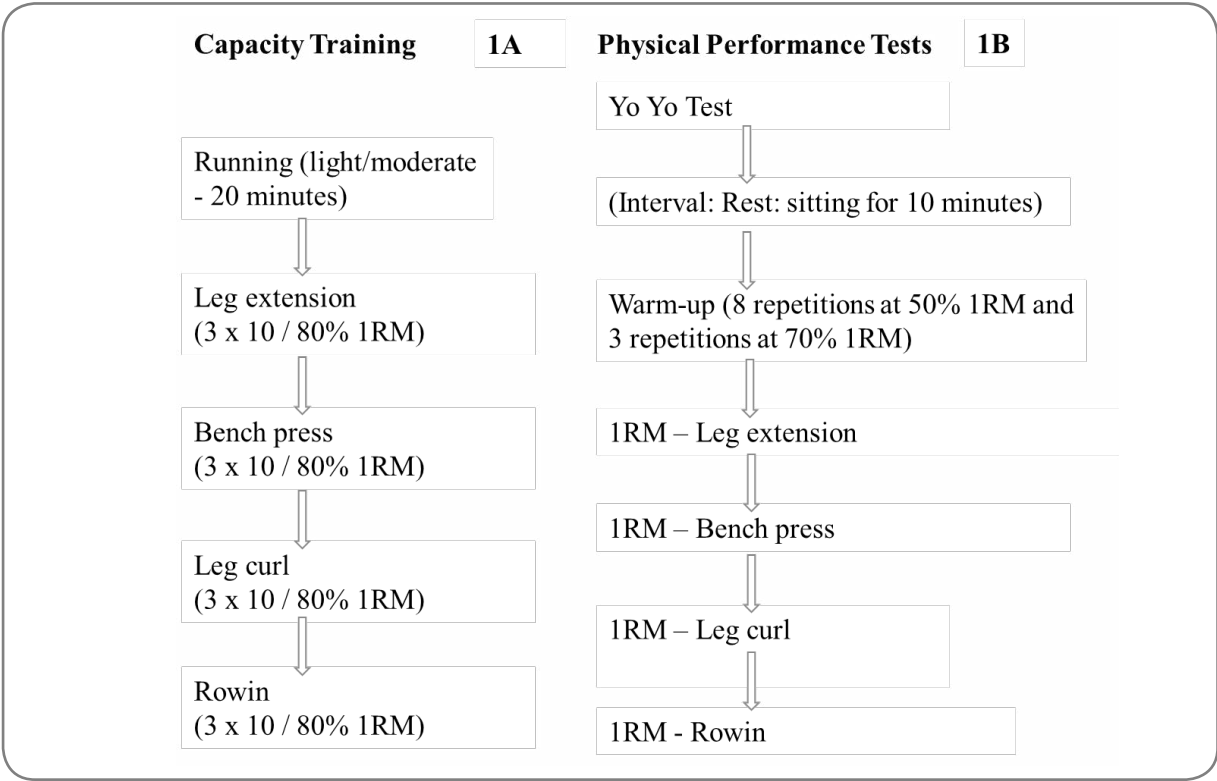 Capacity Training
1A
Running (light/moderate
- 20 minutes)
Leg extension
(3 x 10 / 80% 1RM)
Bench press
(3 x 10 / 80% 1RM)
Leg curl
(3 x 10 / 80% 1RM)
Rowin
(3 x 10 / 80% 1RM)
Physical Performance Tests
1B
Yo Yo Test
(Interval: Rest: sitting for 10 minutes)
Warm-up (8 repetitions at 50% 1RM and
3 repetitions at 70% 1RM)
1RM – Leg extension
1RM – Bench press
1RM – Leg curl
1RM - Rowin